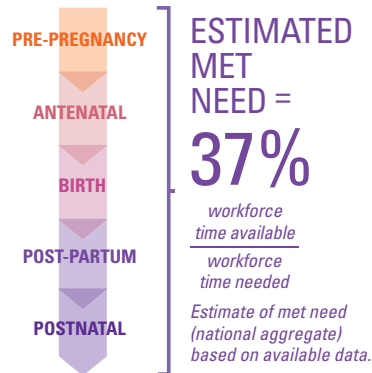 PRE-PREGNANCY
ANTENATAL
BIRTH
POST-PARTUM
POSTNATAL
ESTIMATED
MET
NEED =
37%
workforce
time available
workforce
time needed
Estimate of met need
(national aggregate)
based on available data.